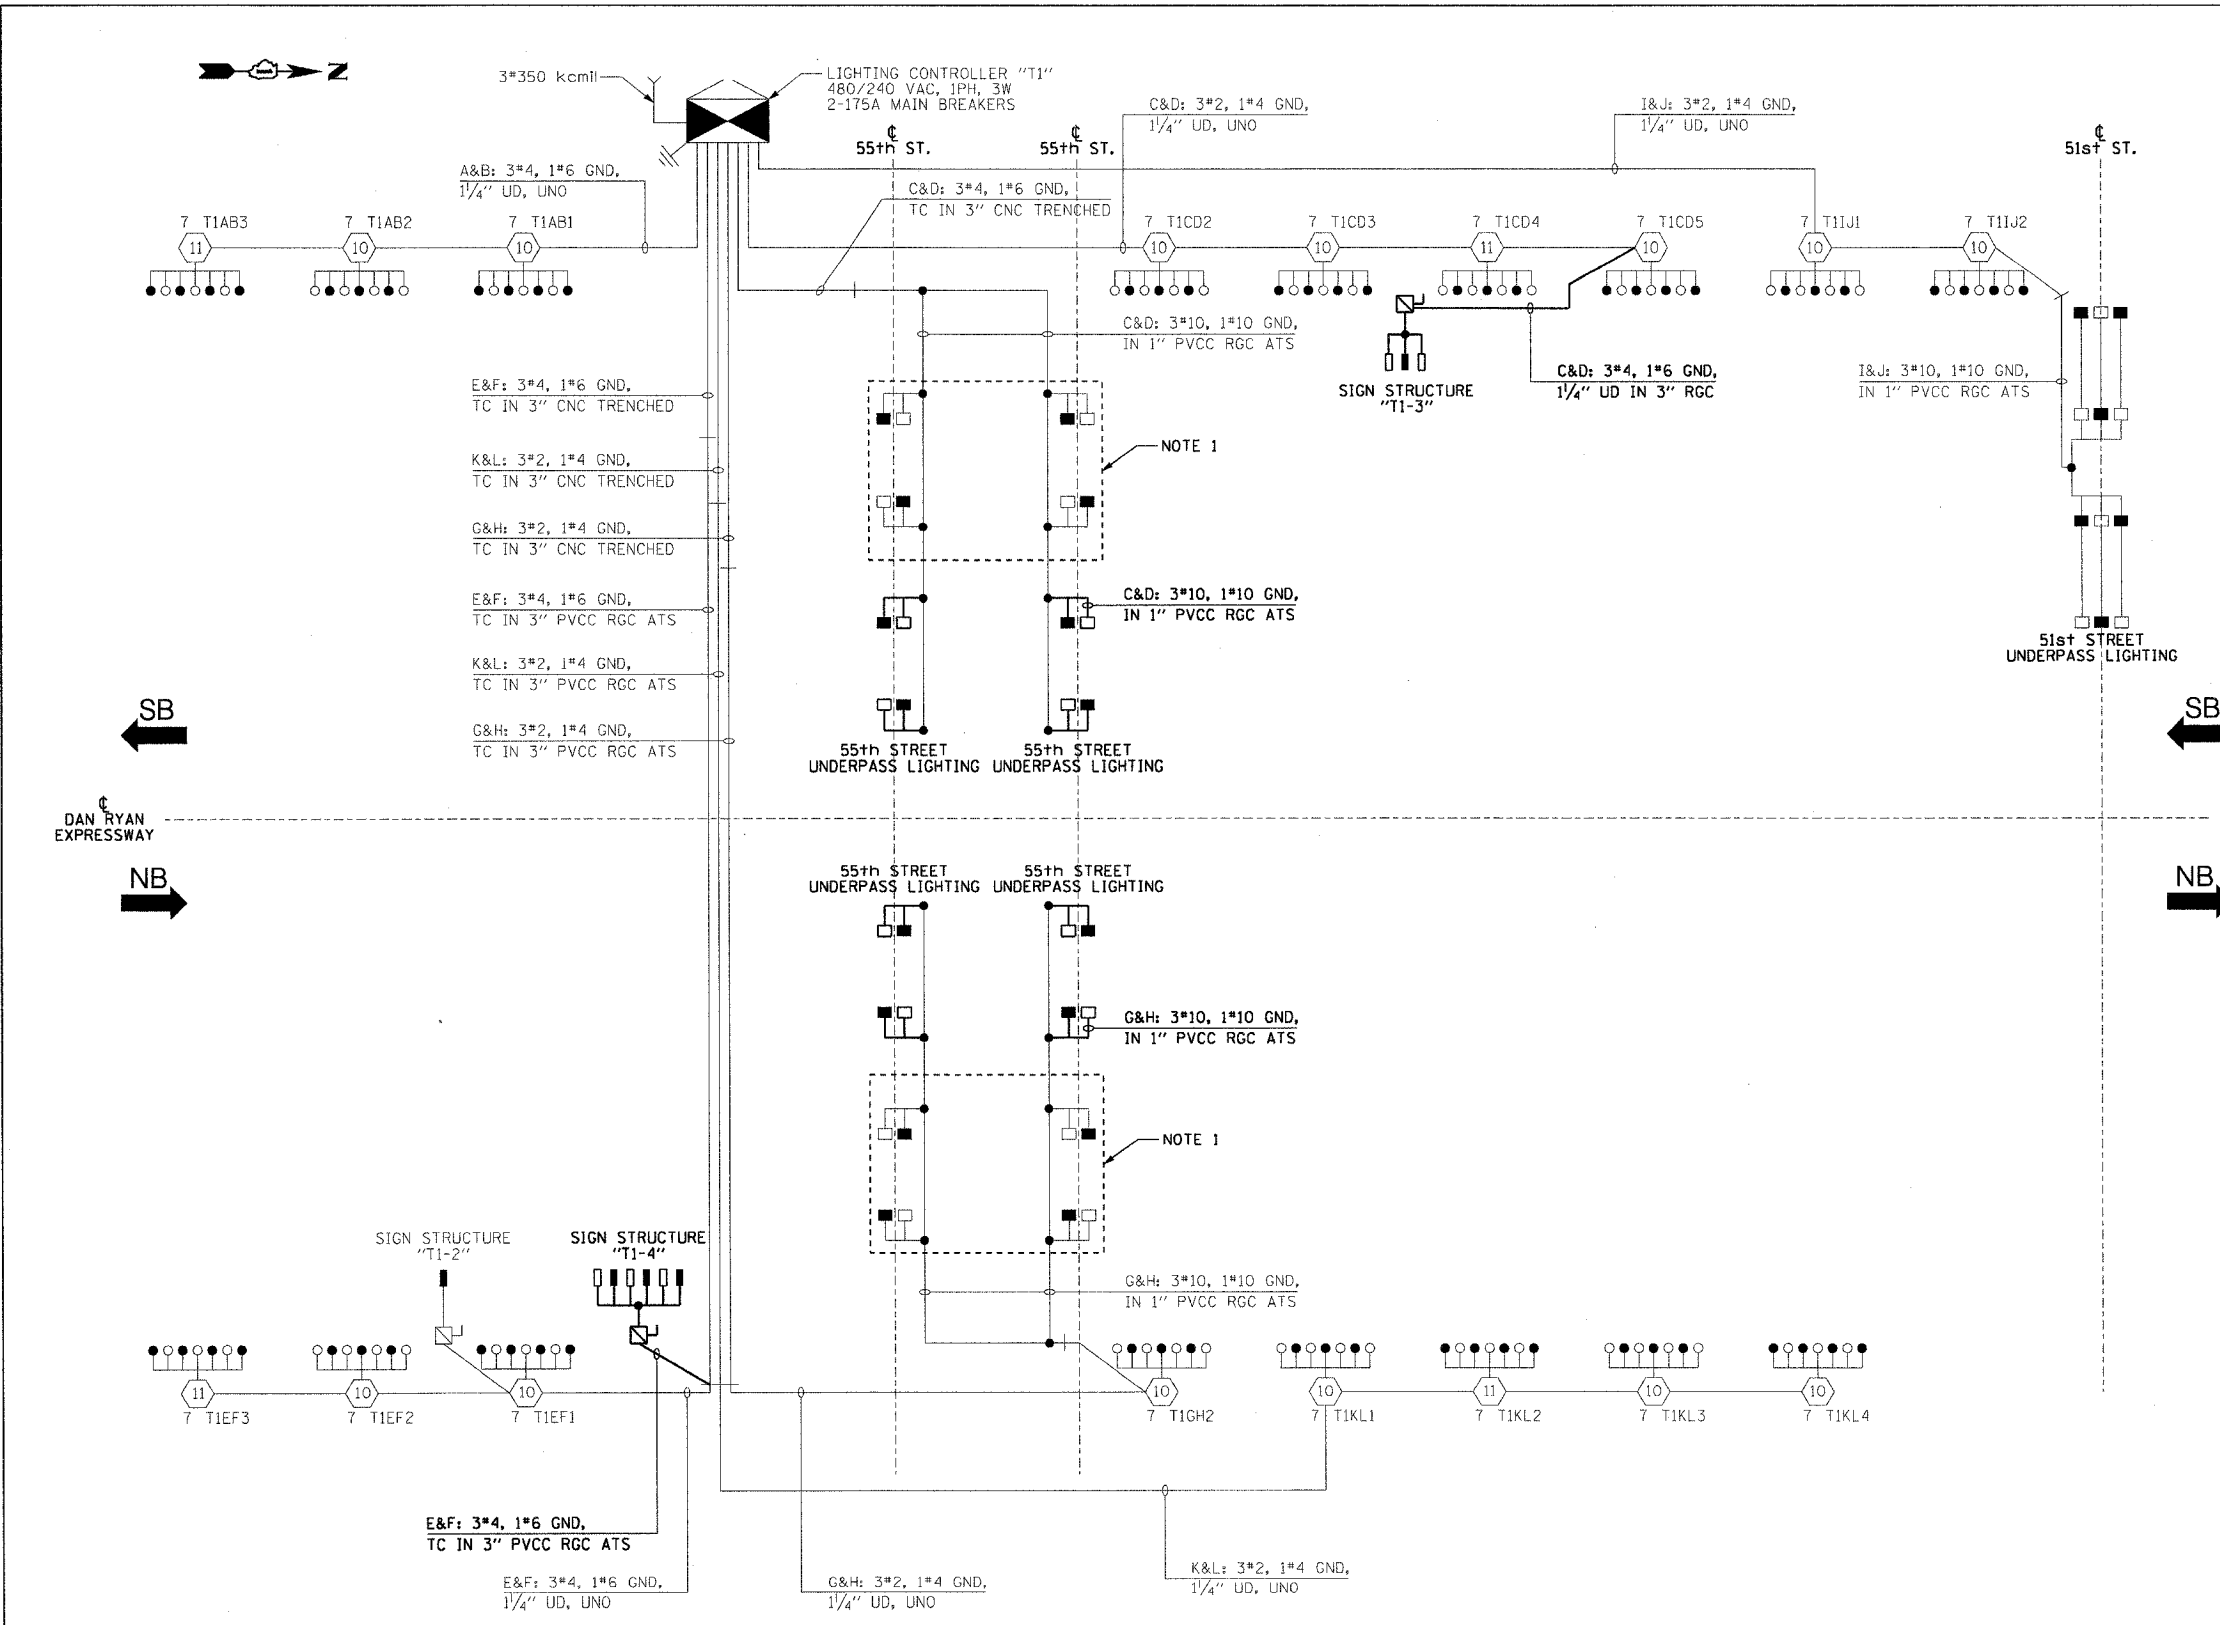 N
3#350 kcmil
LIGHTING CONTROLLER "T1"
480/240 VAC, 1PH, 3W
2-175A MAIN BREAKERS
C&D: 3#2, 1#4 GND,
1 1/4" UD, UNO
I&J: 3#2, 1#4 GND,
1 1/4" UD, UNO
℄
55th ST.
℄
55th ST.
℄
51st ST.
A&B: 3#4, 1#6 GND,
1 1/4" UD, UNO
C&D: 3#4, 1#6 GND,
TC IN 3" CNC TRENCHED
7 T1AB3
11
7 T1AB2
10
7 T1AB1
10
7 T1CD2
10
7 T1CD3
10
7 T1CD4
11
7 T1CD5
10
7 T1IJ1
10
7 T1IJ2
10
C&D: 3#10, 1#10 GND,
IN 1" PVCC RGC ATS
SIGN STRUCTURE
"T1-3"
C&D: 3#4, 1#6 GND,
1 1/4" UD IN 3" RGC
I&J: 3#10, 1#10 GND,
IN 1" PVCC RGC ATS
E&F: 3#4, 1#6 GND,
TC IN 3" CNC TRENCHED
NOTE 1
K&L: 3#2, 1#4 GND,
TC IN 3" CNC TRENCHED
G&H: 3#2, 1#4 GND,
TC IN 3" CNC TRENCHED
E&F: 3#4, 1#6 GND,
TC IN 3" PVCC RGC ATS
C&D: 3#10, 1#10 GND,
IN 1" PVCC RGC ATS
K&L: 3#2, 1#4 GND,
TC IN 3" PVCC RGC ATS
51st STREET
UNDERPASS LIGHTING
SB
SB
G&H: 3#2, 1#4 GND,
TC IN 3" PVCC RGC ATS
55th STREET
UNDERPASS LIGHTING
55th STREET
UNDERPASS LIGHTING
℄
DAN RYAN
EXPRESSWAY
NB
NB
55th STREET
UNDERPASS LIGHTING
55th STREET
UNDERPASS LIGHTING
G&H: 3#10, 1#10 GND,
IN 1" PVCC RGC ATS
NOTE 1
SIGN STRUCTURE
"T1-2"
SIGN STRUCTURE
"T1-4"
G&H: 3#10, 1#10 GND,
IN 1" PVCC RGC ATS
11
7 T1EF3
10
7 T1EF2
10
7 T1EF1
10
7 T1GH2
10
7 T1KL1
11
7 T1KL2
10
7 T1KL3
10
7 T1KL4
E&F: 3#4, 1#6 GND,
TC IN 3" PVCC RGC ATS
E&F: 3#4, 1#6 GND,
1 1/4" UD, UNO
G&H: 3#2, 1#4 GND,
1 1/4" UD, UNO
K&L: 3#2, 1#4 GND,
1 1/4" UD, UNO